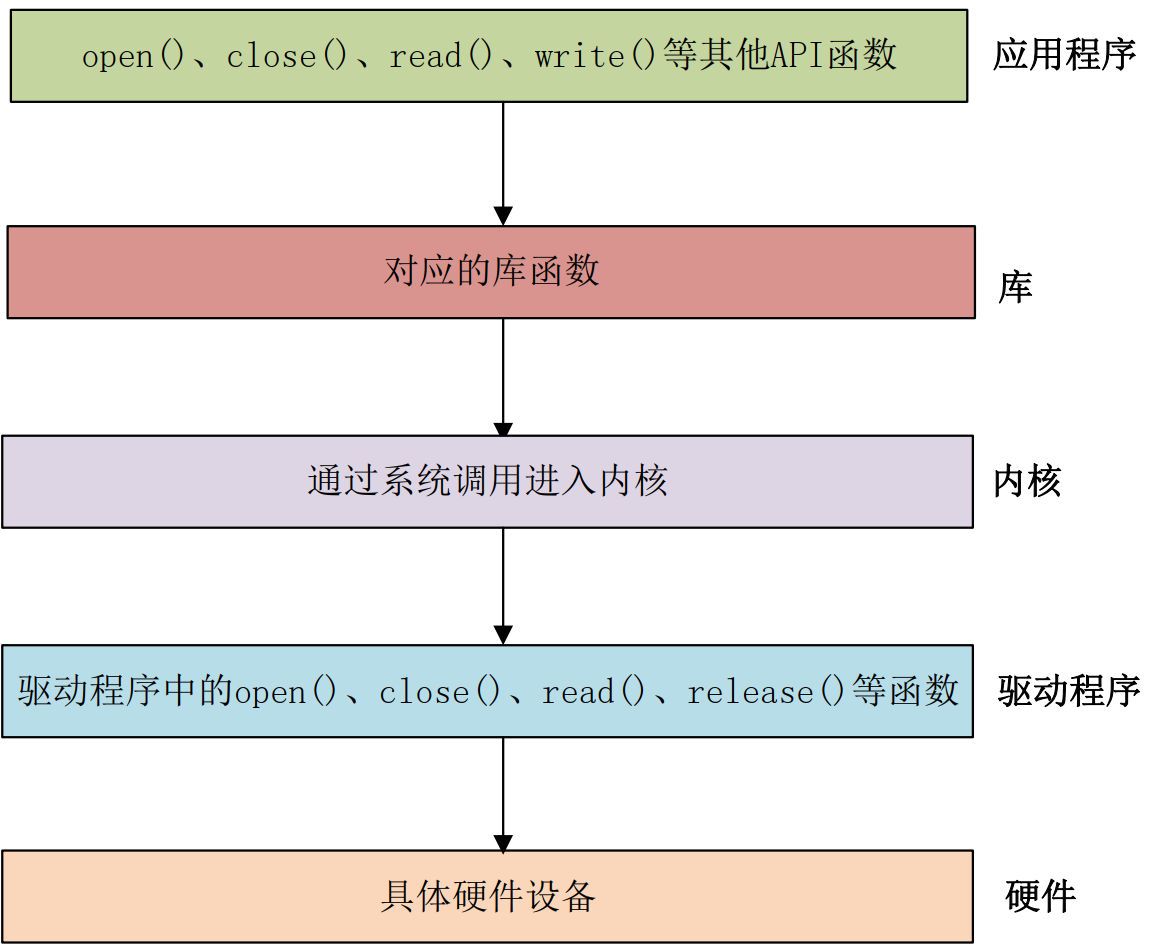 open()、close()、read()、write()等其他API函数
应用程序
对应的库函数
库
通过系统调用进入内核
内核
驱动程序中的open()、close()、read()、release()等函数
驱动程序
具体硬件设备
硬件